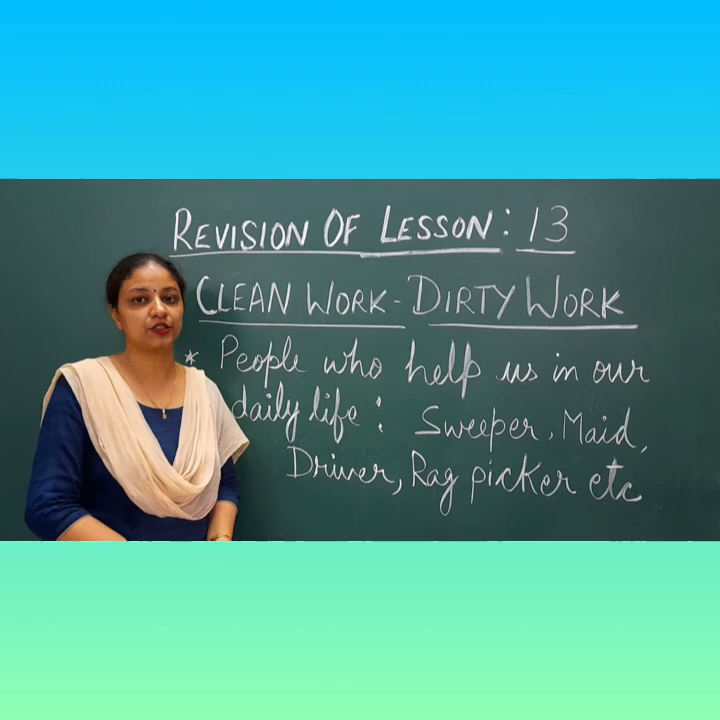 REVISION OF LESSON: 13
CLEAN WORK - DIRTY WORK
* People who help us in our
daily life: Sweeper, Maid,
Driver, Rag picker etc